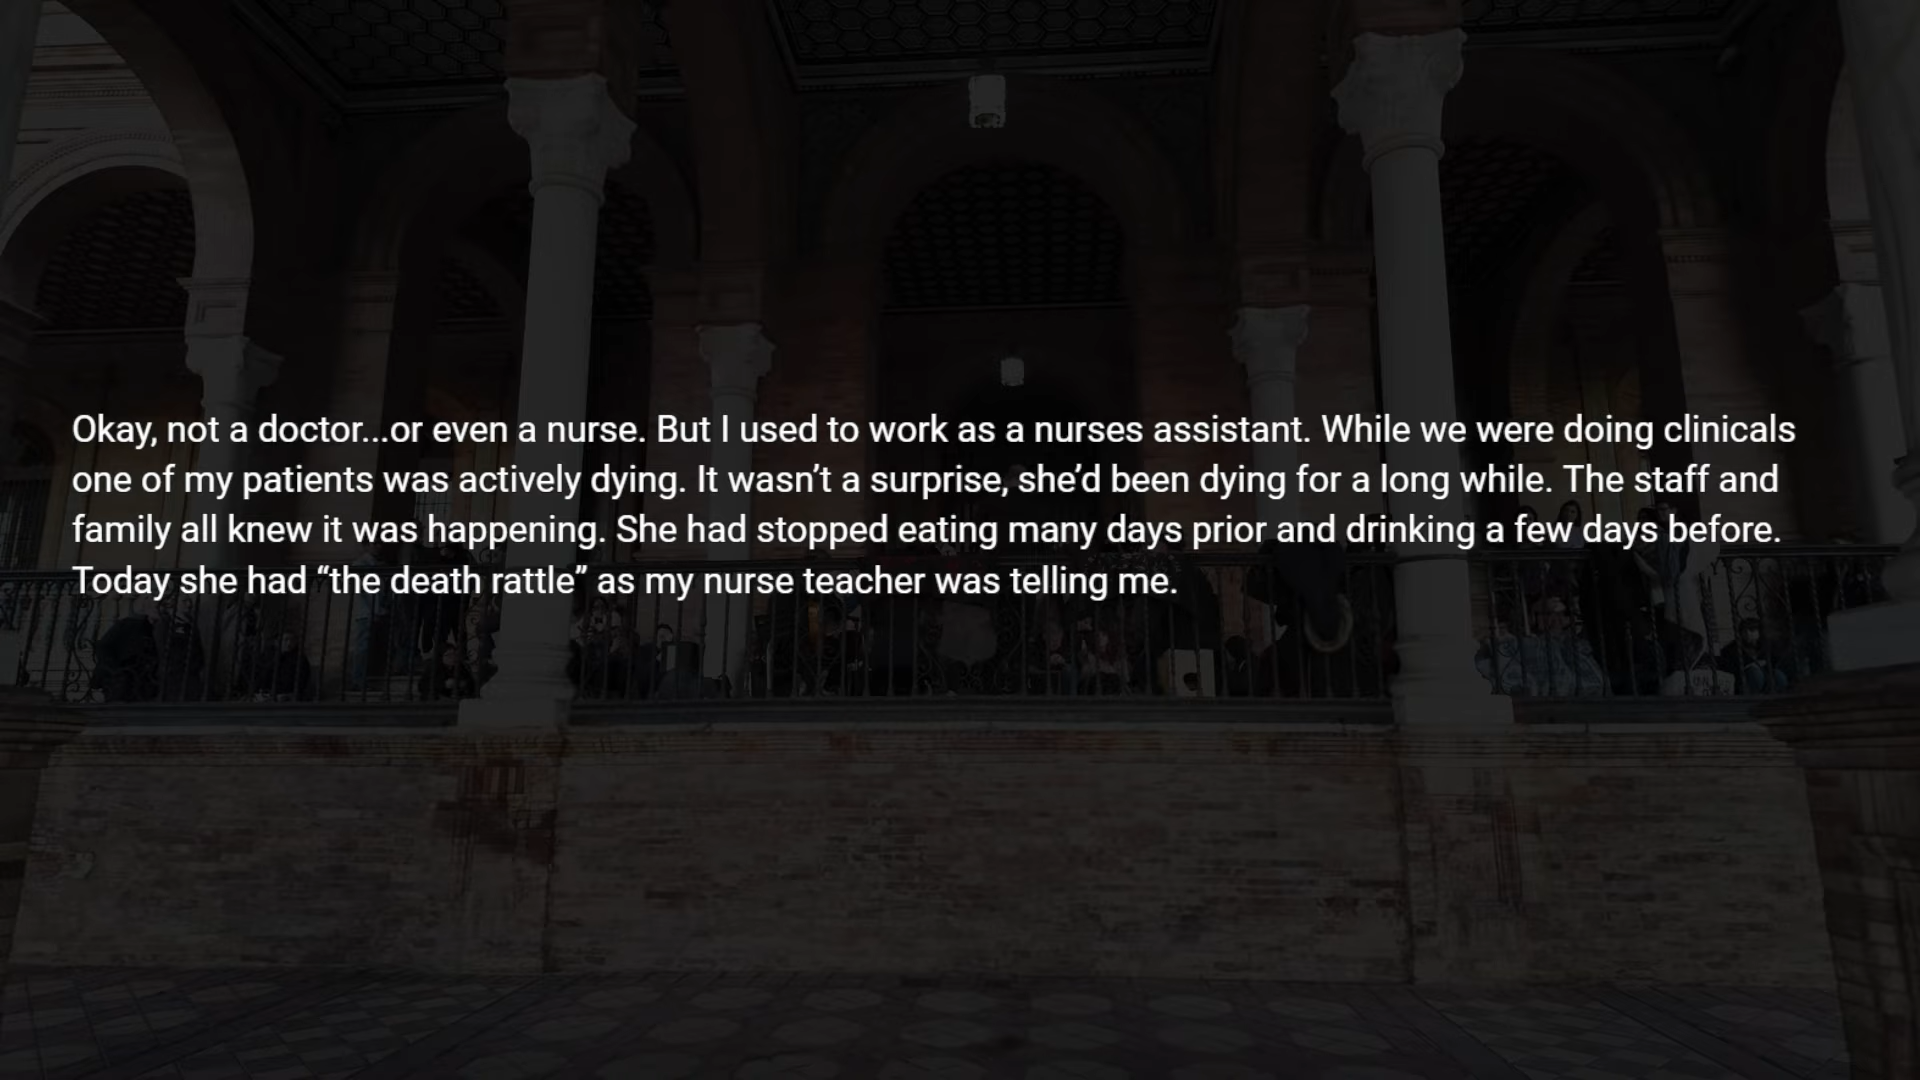 Okay, not a doctor...or even a nurse. But I used to work as a nurses assistant. While we were doing clinicals
one of my patients was actively dying. It wasn’t a surprise, she’d been dying for a long while. The staff and
family all knew it was happening. She had stopped eating many days prior and drinking a few days before.
Today she had “the death rattle” as my nurse teacher was telling me.